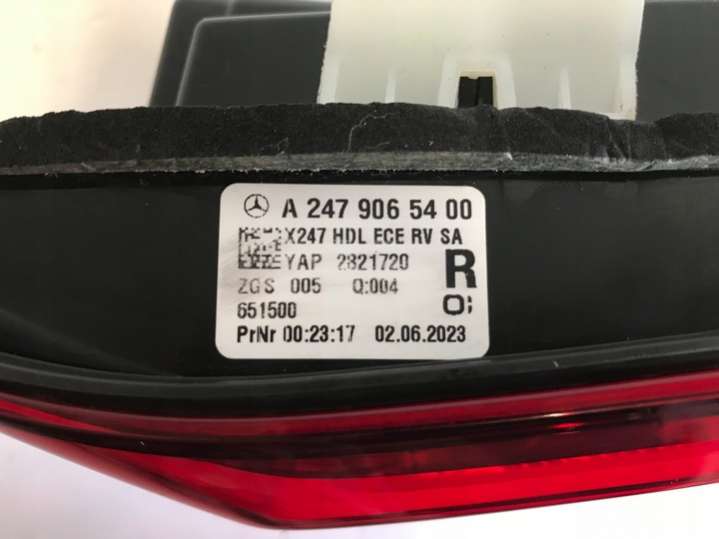 A 247 906 54 00
X247 HDL ECE RV SA
YAP 2821720
R
ZGS 005 Q:004
651500
PrNr 00:23:17 02.06.2023